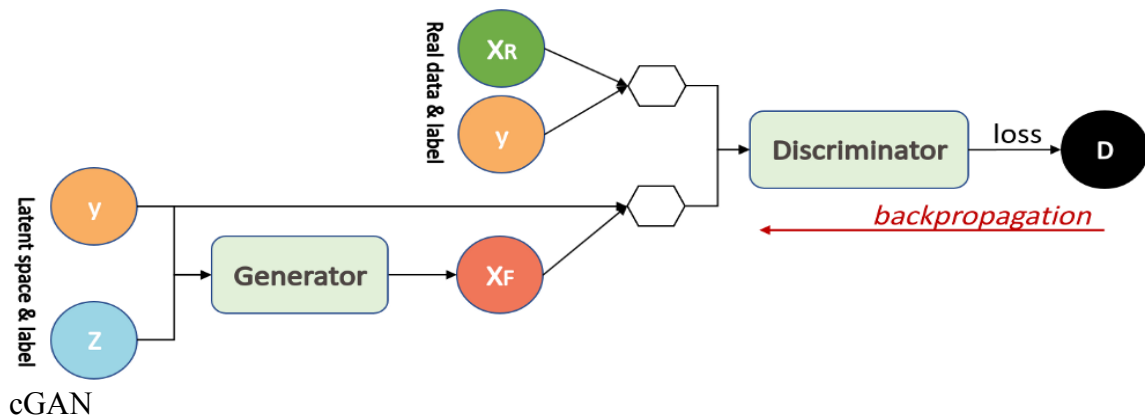 Real data & label
XR
y
Discriminator
loss
D
backpropagation
Latent space & label
y
Generator
XF
Z
cGAN